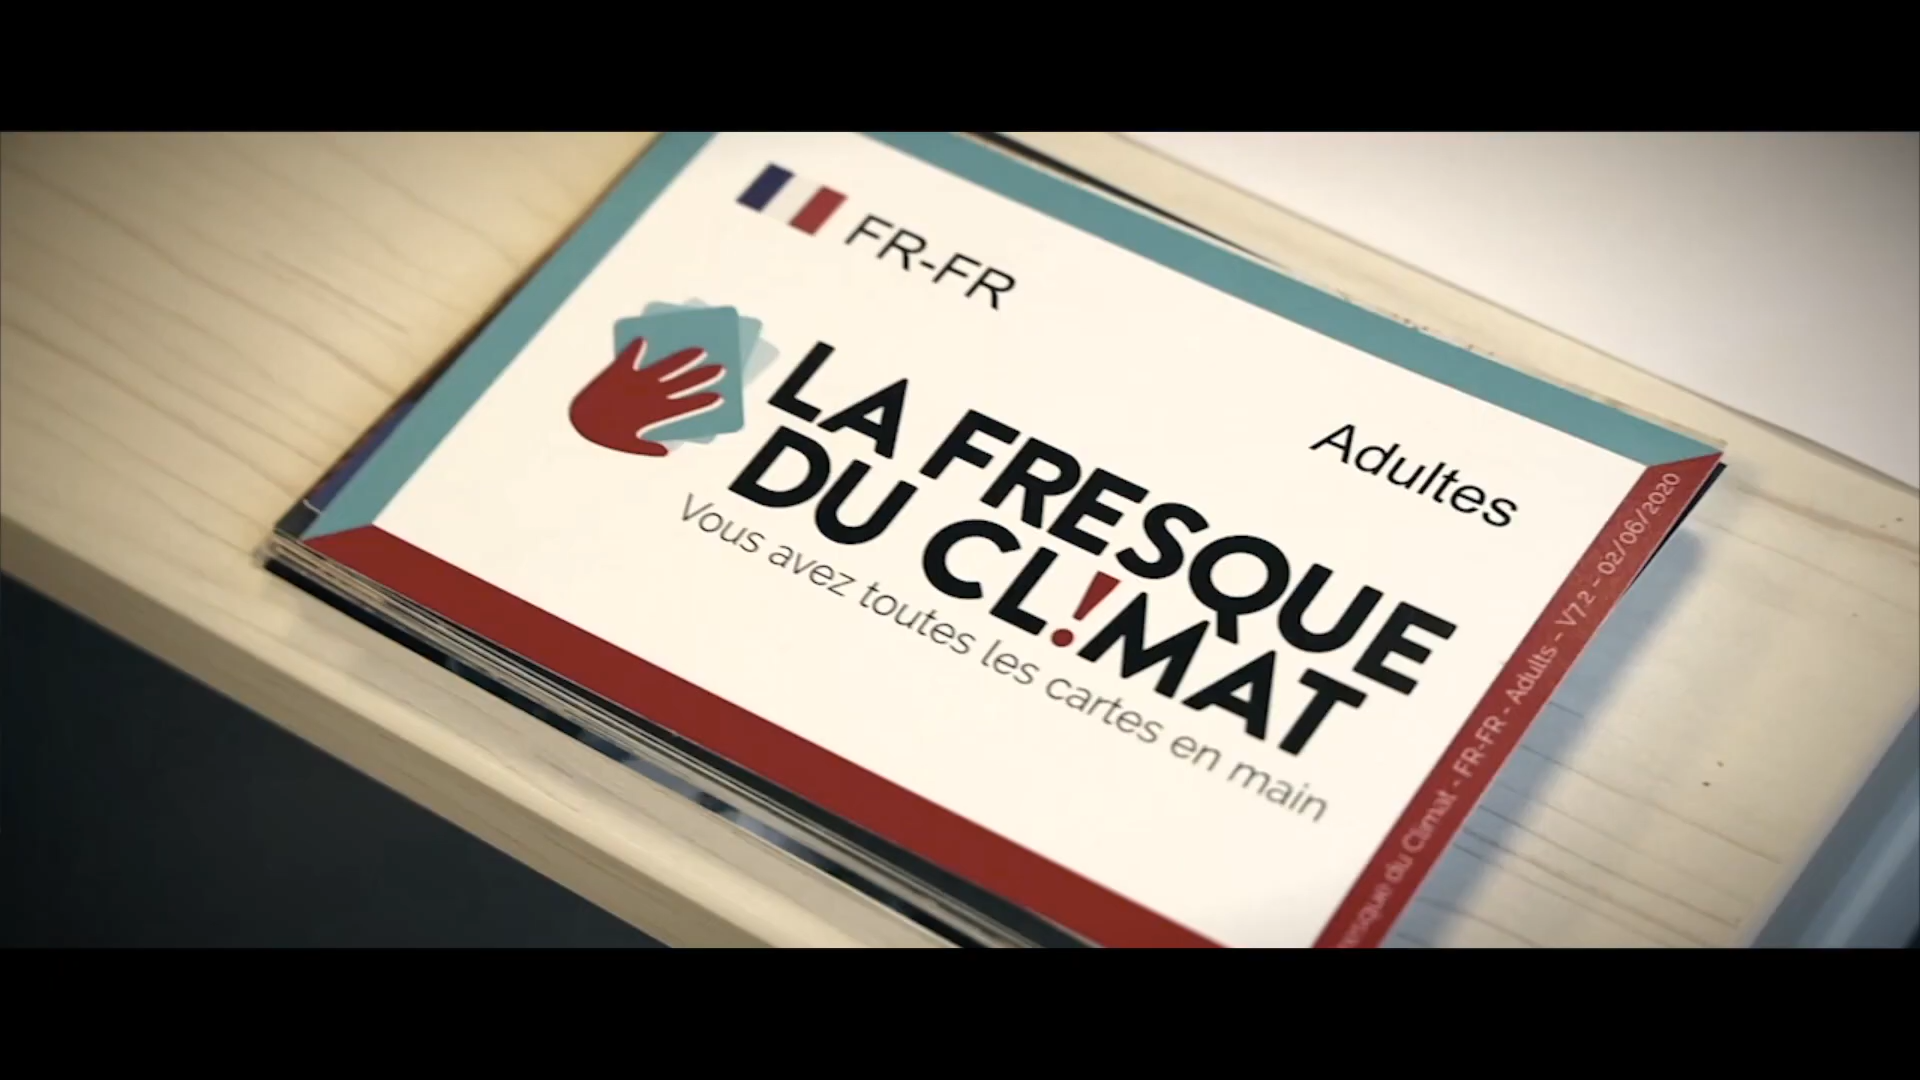 FR-FR
Adultes
LA FRESQUE
DU CL!MAT
Vous avez toutes les cartes en main
du Climat - FR-FR - Adults - V7.2 - 02/06/2020